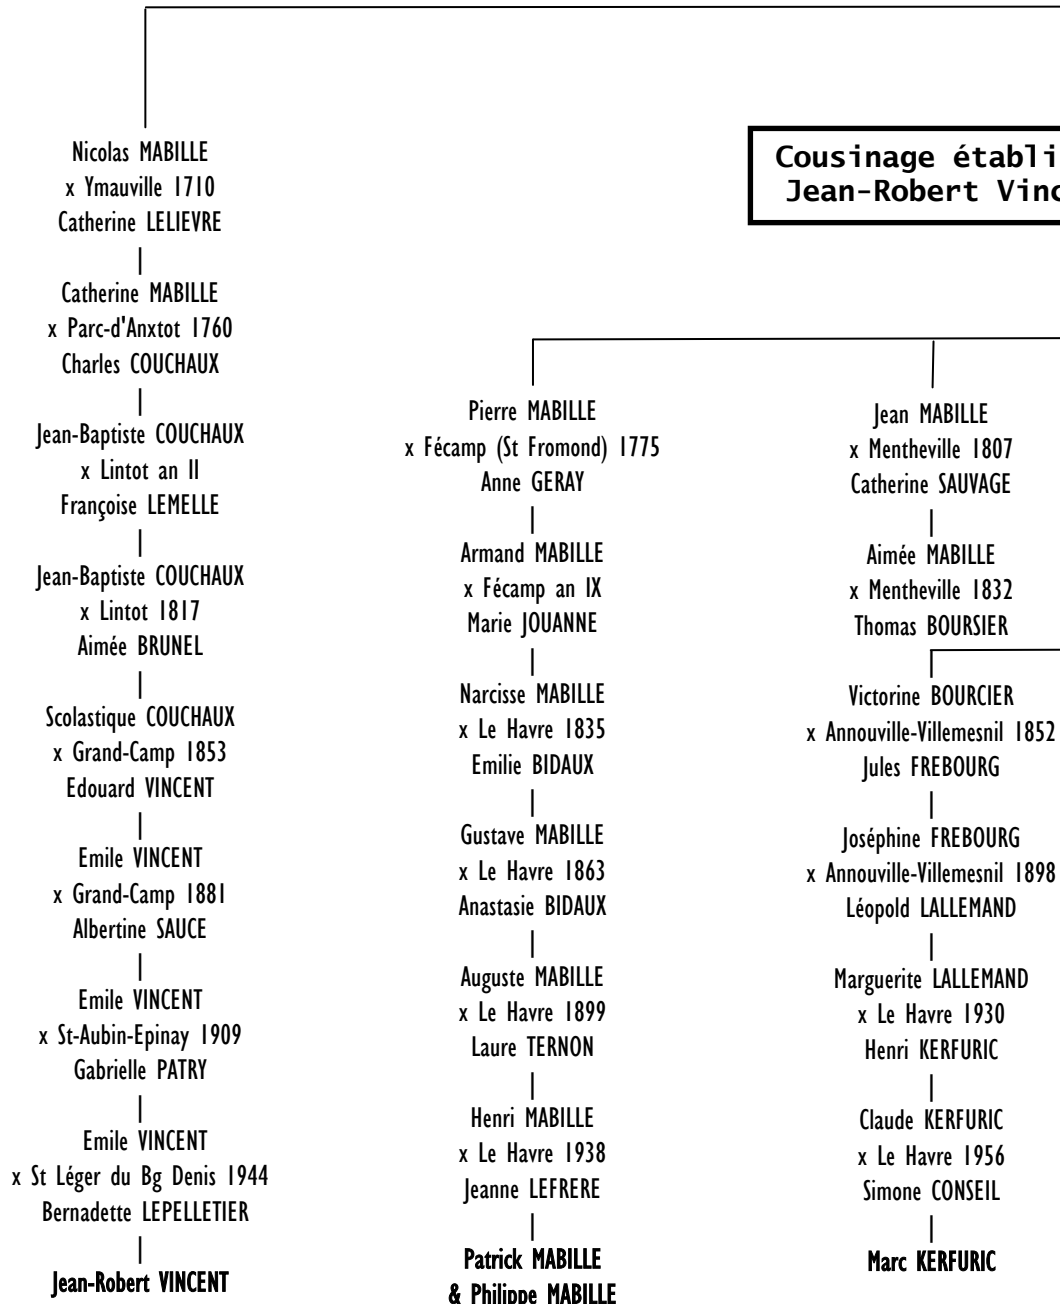 Cousinage établi
Jean-Robert Vinc
Nicolas MABILLE
x Ymauville 1710
Catherine LELIEVRE
Catherine MABILLE
x Parc-d'Anxtot 1760
Charles COUCHAUX
Jean-Baptiste COUCHAUX
x Lintot an II
Françoise LEMELLE
Jean-Baptiste COUCHAUX
x Lintot 1817
Aimée BRUNEL
Scolastique COUCHAUX
x Grand-Camp 1853
Edouard VINCENT
Emile VINCENT
x Grand-Camp 1881
Albertine SAUCE
Emile VINCENT
x St-Aubin-Epinay 1909
Gabrielle PATRY
Emile VINCENT
x St Léger du Bg Denis 1944
Bernadette LEPELLETIER
Jean-Robert VINCENT
Pierre MABILLE
x Fécamp (St Fromond) 1775
Anne GERAY
Armand MABILLE
x Fécamp an IX
Marie JOUANNE
Narcisse MABILLE
x Le Havre 1835
Emilie BIDAUX
Gustave MABILLE
x Le Havre 1863
Anastasie BIDAUX
Auguste MABILLE
x Le Havre 1899
Laure TERNON
Henri MABILLE
x Le Havre 1938
Jeanne LEFRERE
Patrick MABILLE
& Philippe MABILLE
Jean MABILLE
x Mentheville 1807
Catherine SAUVAGE
Aimée MABILLE
x Mentheville 1832
Thomas BOURSIER
Victorine BOURCIER
x Annouville-Villemesnil 1852
Jules FREBOURG
Joséphine FREBOURG
x Annouville-Villemesnil 1898
Léopold LALLEMAND
Marguerite LALLEMAND
x Le Havre 1930
Henri KERFURIC
Claude KERFURIC
x Le Havre 1956
Simone CONSEIL
Marc KERFURIC